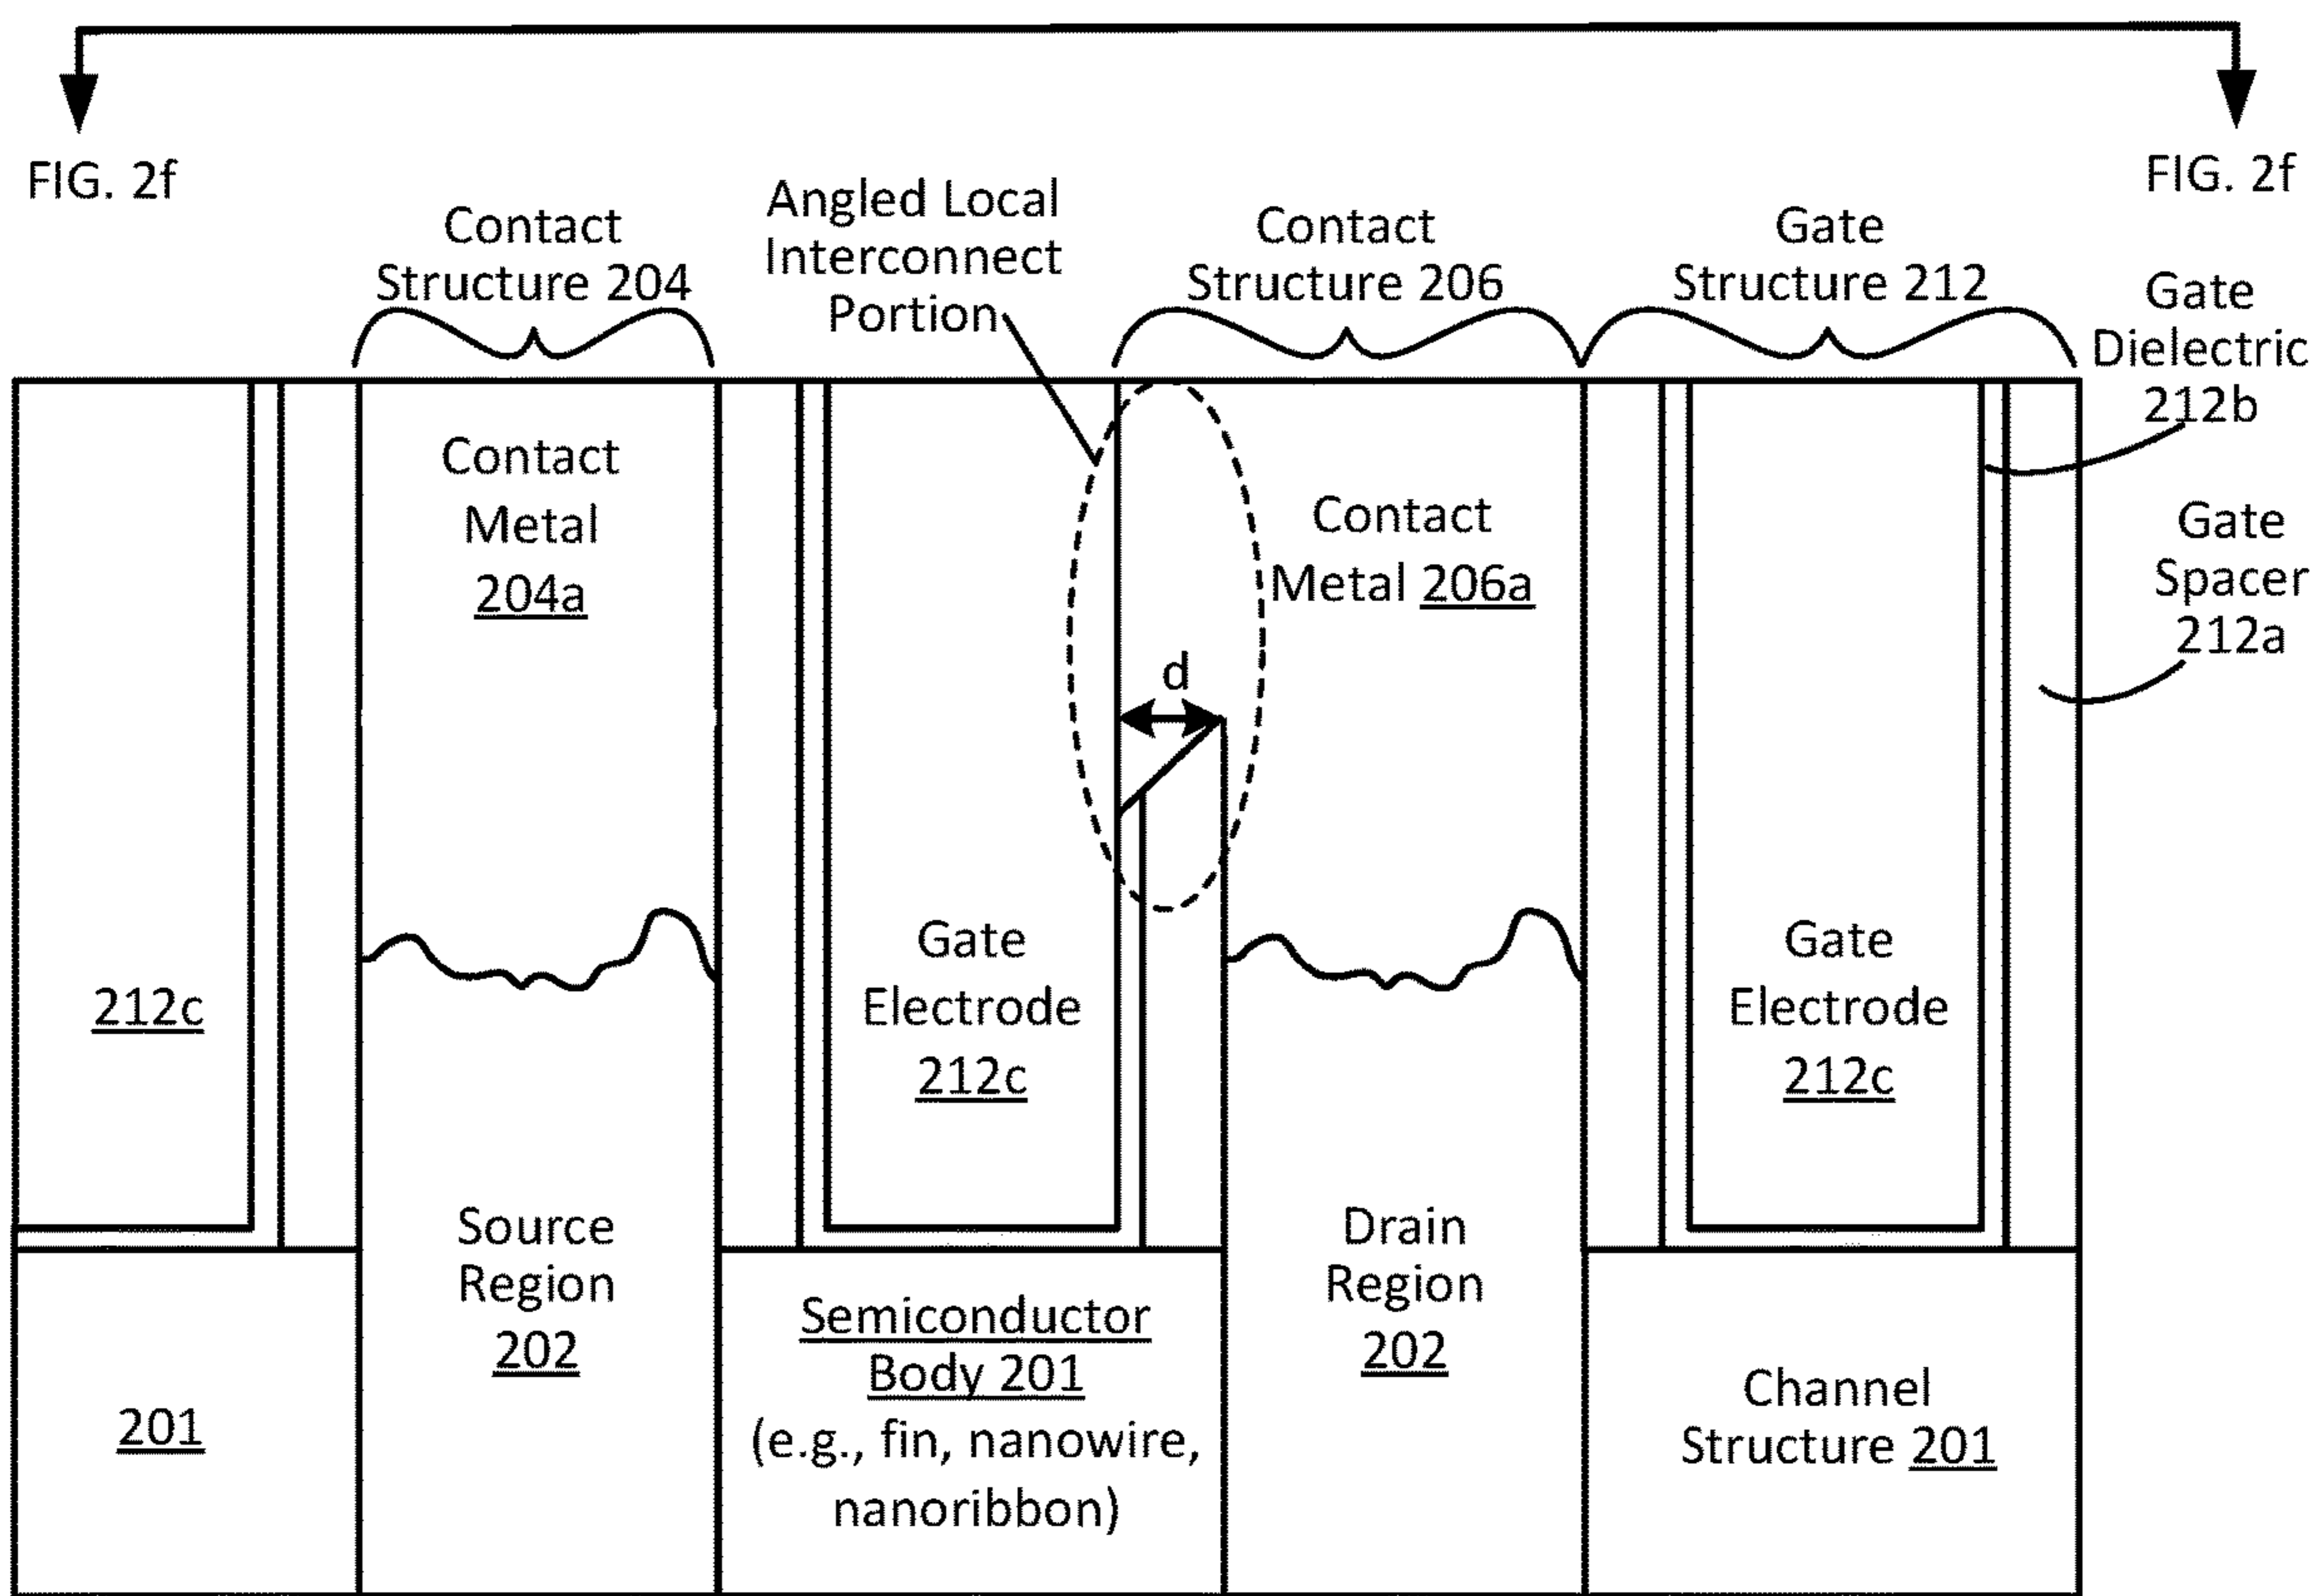 FIG. 2f
FIG. 2f
Contact
Structure 204
Angled Local
Interconnect
Portion
Contact
Structure 206
Gate
Structure 212
Gate
Dielectric
212b
Gate
Spacer
212a
Contact
Metal
204a
Contact
Metal 206a
d
212c
Gate
Electrode
212c
Gate
Electrode
212c
201
Source
Region
202
Semiconductor
Body 201
(e.g., fin, nanowire,
nanoribbon)
Drain
Region
202
Channel
Structure 201